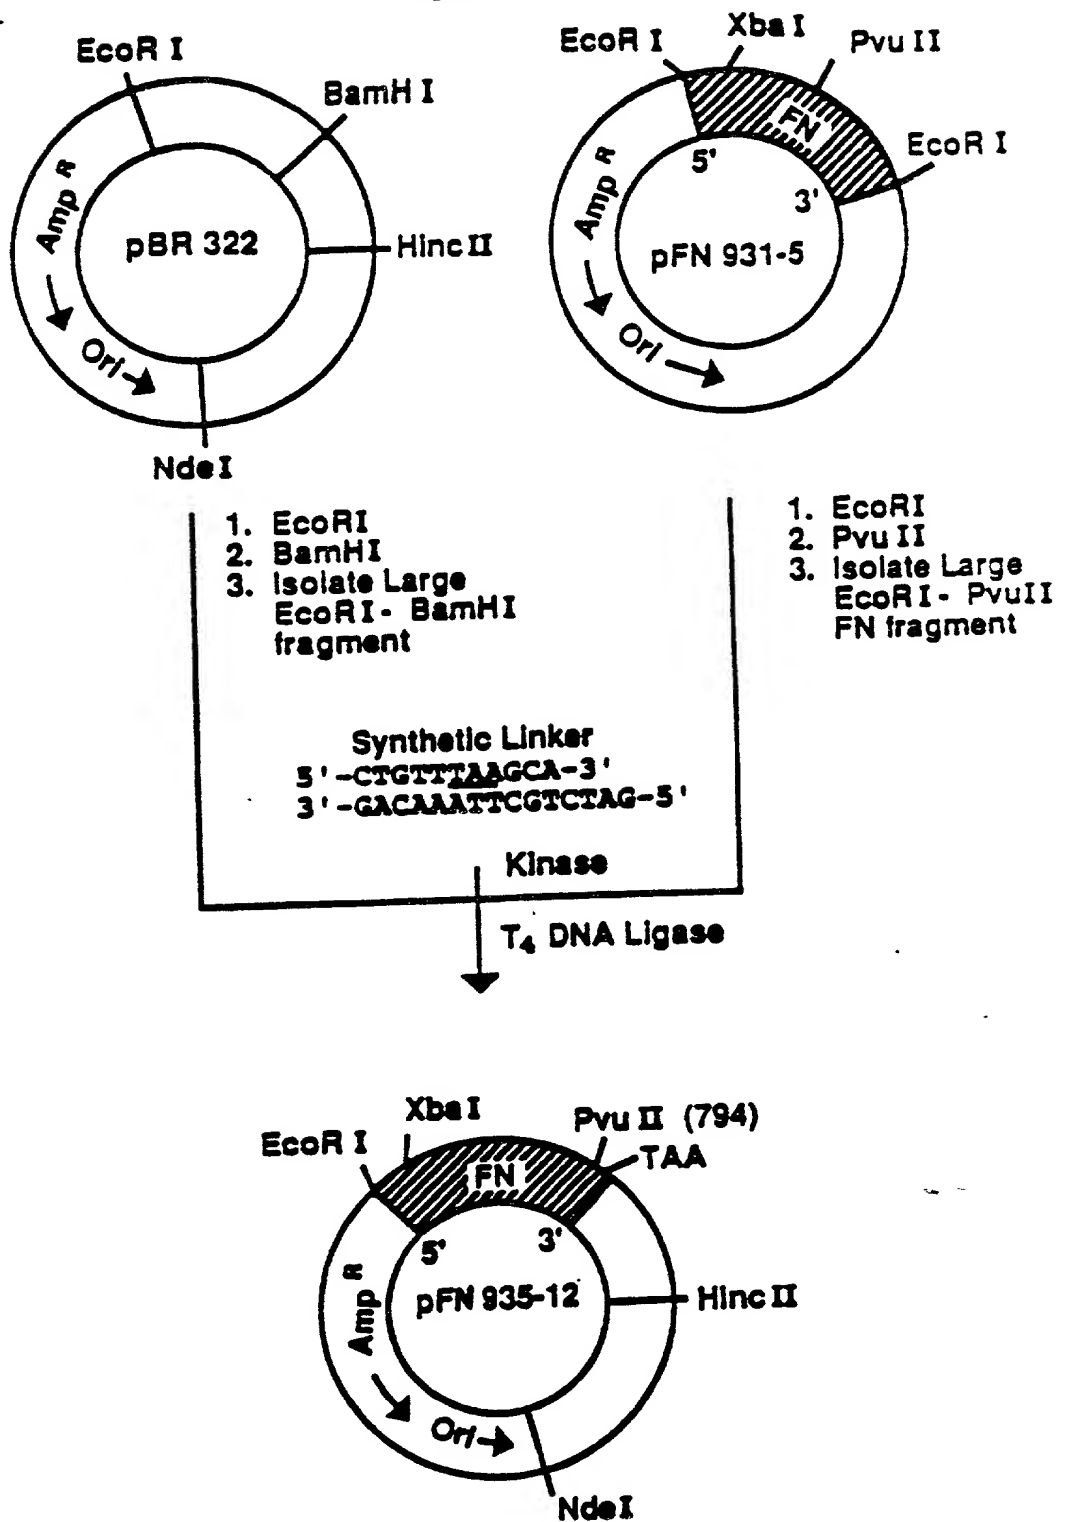 EcoR I
BamH I
Amp R
pBR 322
Hinc II
Ori
Nde I
EcoR I
Xba I
Pvu II
FN
EcoR I
5'
3'
Amp R
pFN 931-5
Ori
1. EcoRI
2. BamHI
3. Isolate Large
EcoRI- BamHI
fragment
1. EcoRI
2. Pvu II
3. Isolate Large
EcoRI- PvuII
FN fragment
Synthetic Linker
5'-CTGTTTAAGCA-3'
3'-GACAAATTCGTCTAG-5'
Kinase
T4 DNA Ligase
Xba I
Pvu II (794)
EcoR I
TAA
FN
5'
3'
Amp R
pFN 935-12
Hinc II
Ori
Nde I